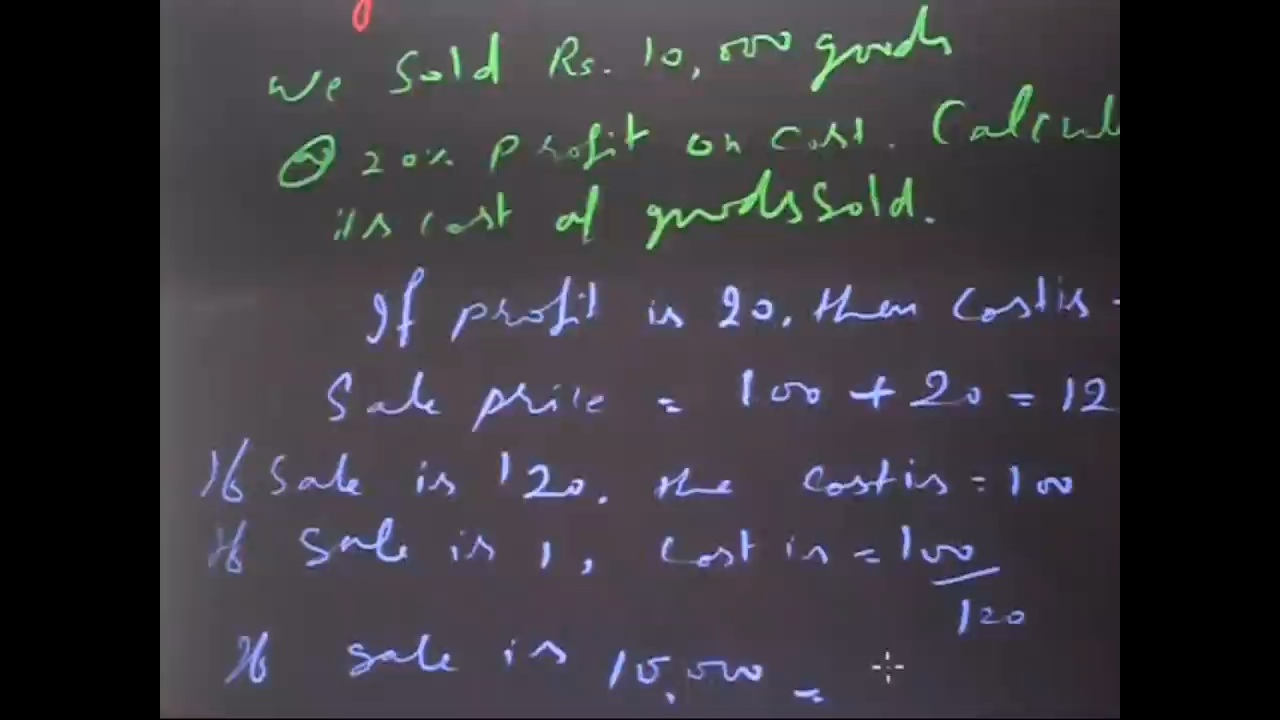 We Sold Rs. 10,000 goods
@ 20% profit on cost. Calcul
its cost of goods sold.
If profit is 20, then cost is =
Sale price = 100 + 20 = 12
If Sale is 120, the cost is = 100
If Sale is 1, cost is = 100/120
If sale is 10,000 =